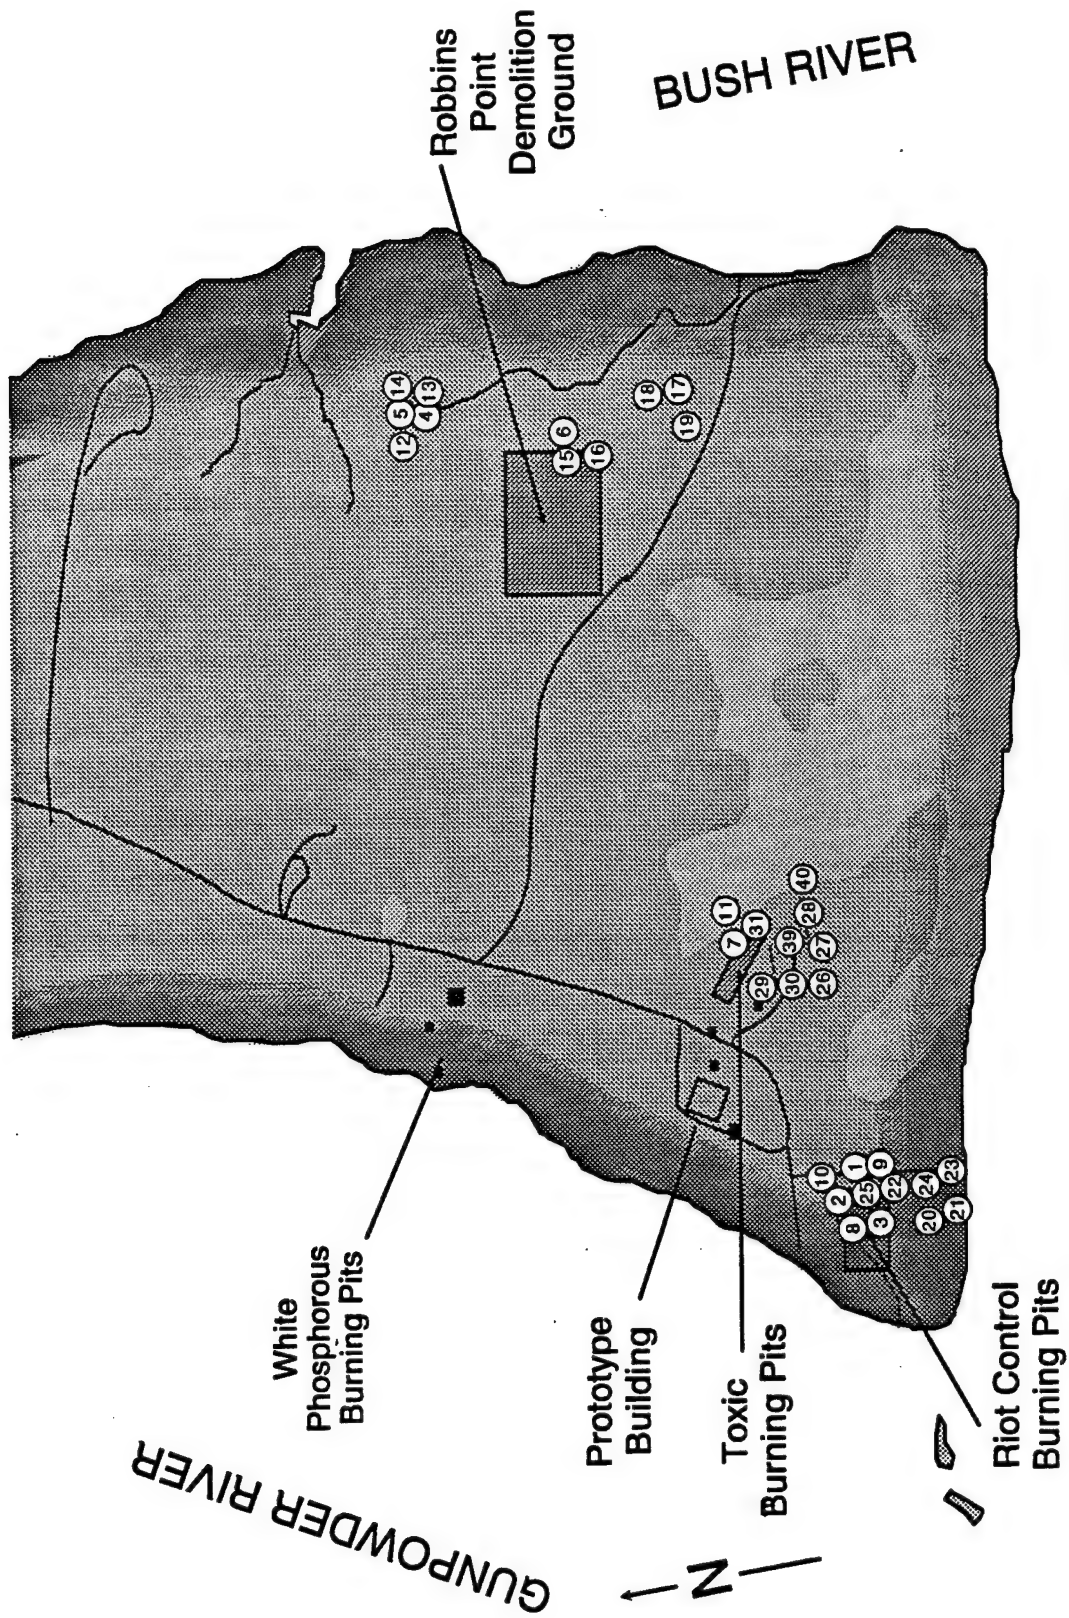 Robbins
Point
Demolition
Ground
BUSH RIVER
14
13
5
4
12
6
15
16
18
17
19
11
7
31
40
28
39
27
29
30
26
10
1
9
2
25
22
24
23
8
3
20
21
White
Phosphorous
Burning Pits
Prototype
Building
Toxic
Burning Pits
Riot Control
Burning Pits
GUNPOWDER RIVER
N